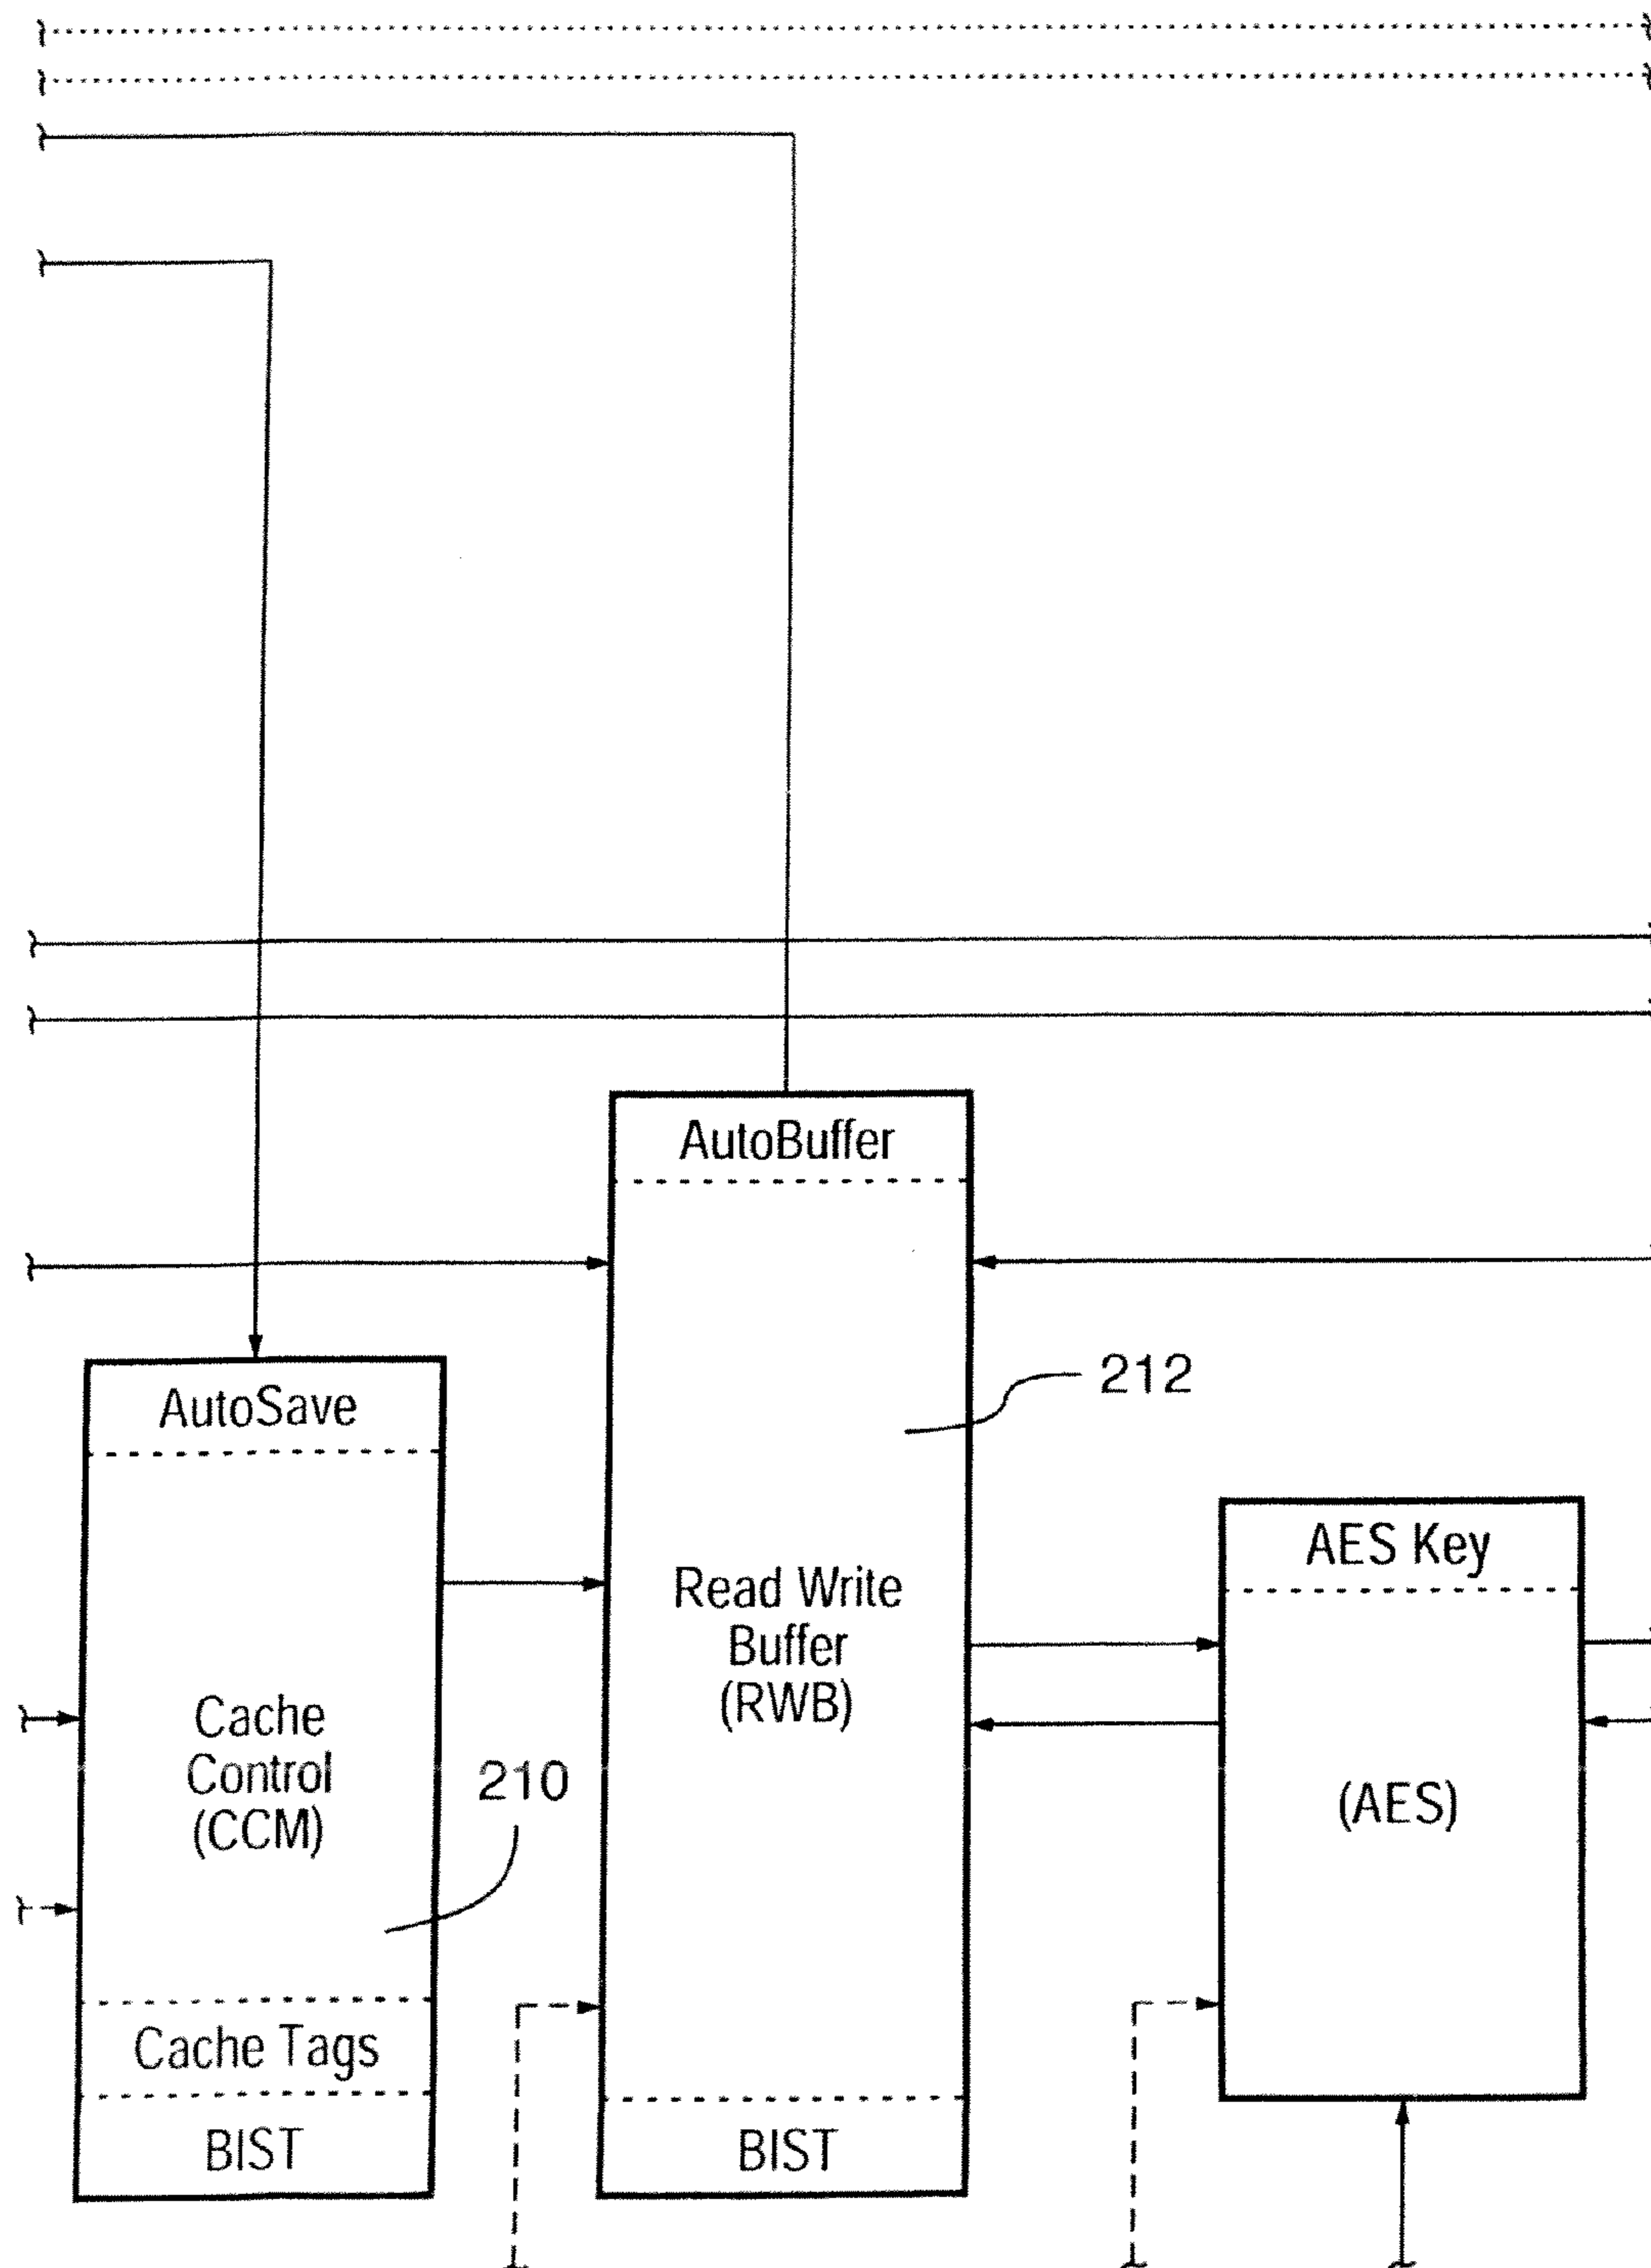 AutoBuffer
212
Read Write
Buffer
(RWB)
BIST
AutoSave
Cache
Control
(CCM)
210
Cache Tags
BIST
AES Key
(AES)